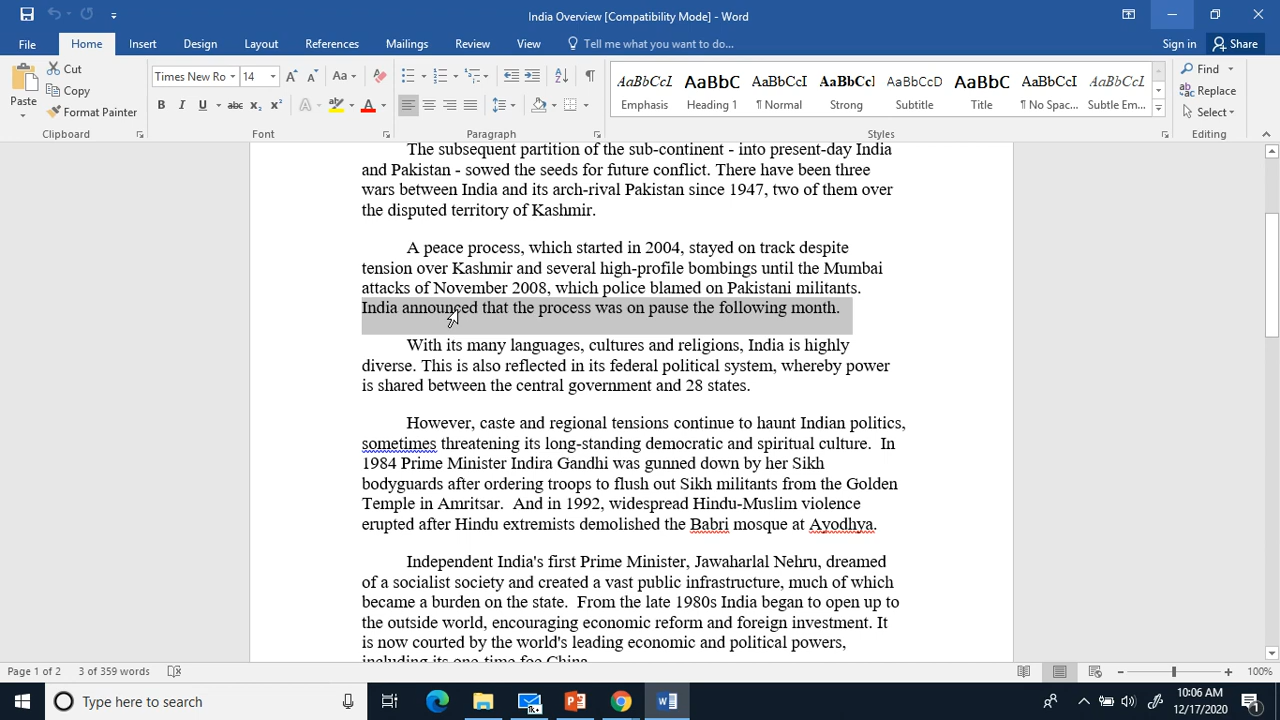 India Overview [Compatibility Mode] - Word
File Home Insert Design Layout References Mailings Review View Tell me what you want to do... Sign in Share
Paste
Cut
Copy
Format Painter
Clipboard
Times New Ro 14
Font
Paragraph
AaBbCcI AaBbC AaBbCcI AaBbCcI AaBbCcD AaBbC AaBbCcI AaBbCcI
Emphasis Heading 1 ¶ Normal Strong Subtitle Title ¶ No Spac... Subtle Em...
Styles
Find
Replace
Select
Editing
The subsequent partition of the sub-continent - into present-day India
and Pakistan - sowed the seeds for future conflict. There have been three
wars between India and its arch-rival Pakistan since 1947, two of them over
the disputed territory of Kashmir.
A peace process, which started in 2004, stayed on track despite
tension over Kashmir and several high-profile bombings until the Mumbai
attacks of November 2008, which police blamed on Pakistani militants.
India announced that the process was on pause the following month.
With its many languages, cultures and religions, India is highly
diverse. This is also reflected in its federal political system, whereby power
is shared between the central government and 28 states.
However, caste and regional tensions continue to haunt Indian politics,
sometimes threatening its long-standing democratic and spiritual culture.  In
1984 Prime Minister Indira Gandhi was gunned down by her Sikh
bodyguards after ordering troops to flush out Sikh militants from the Golden
Temple in Amritsar.  And in 1992, widespread Hindu-Muslim violence
erupted after Hindu extremists demolished the Babri mosque at Ayodhya.
Independent India's first Prime Minister, Jawaharlal Nehru, dreamed
of a socialist society and created a vast public infrastructure, much of which
became a burden on the state.  From the late 1980s India began to open up to
the outside world, encouraging economic reform and foreign investment. It
is now courted by the world's leading economic and political powers,
including its one-time foe China.
Page 1 of 2 3 of 359 words 100%
Type here to search
10:06 AM
12/17/2020